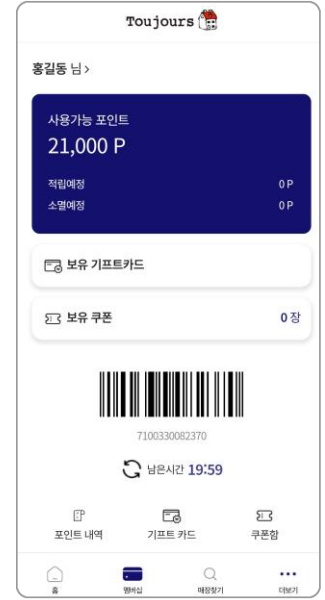 Toujours
홍길동 님 >
사용가능 포인트
21,000 P
적립예정 0 P
소멸예정 0 P
보유 기프트카드
보유 쿠폰 0 장
7100330082370
남은시간 19:59
포인트 내역 기프트 카드 쿠폰함
홈 멤버십 매장찾기 더보기